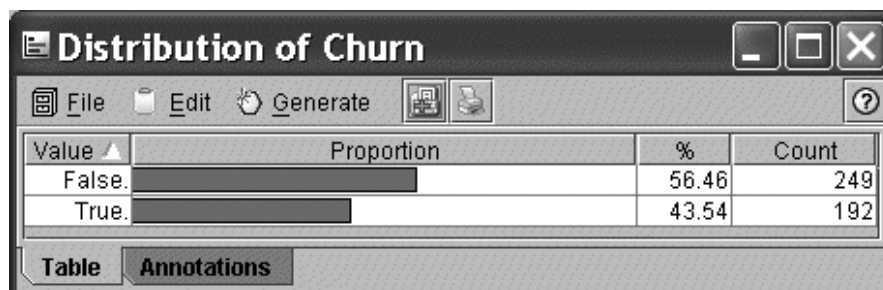 Distribution of Churn
File Edit Generate
Value Proportion % Count
False. 56.46 249
True. 43.54 192
Table Annotations